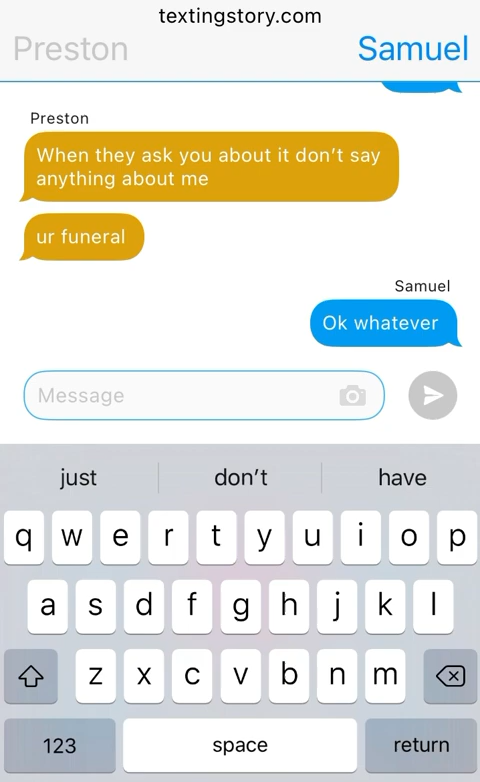 textingstory.com
Preston Samuel
Preston
When they ask you about it don’t say
anything about me
ur funeral
Samuel
Ok whatever
Message
just don’t have
q w e r t y u i o p
a s d f g h j k l
z x c v b n m
123 space return